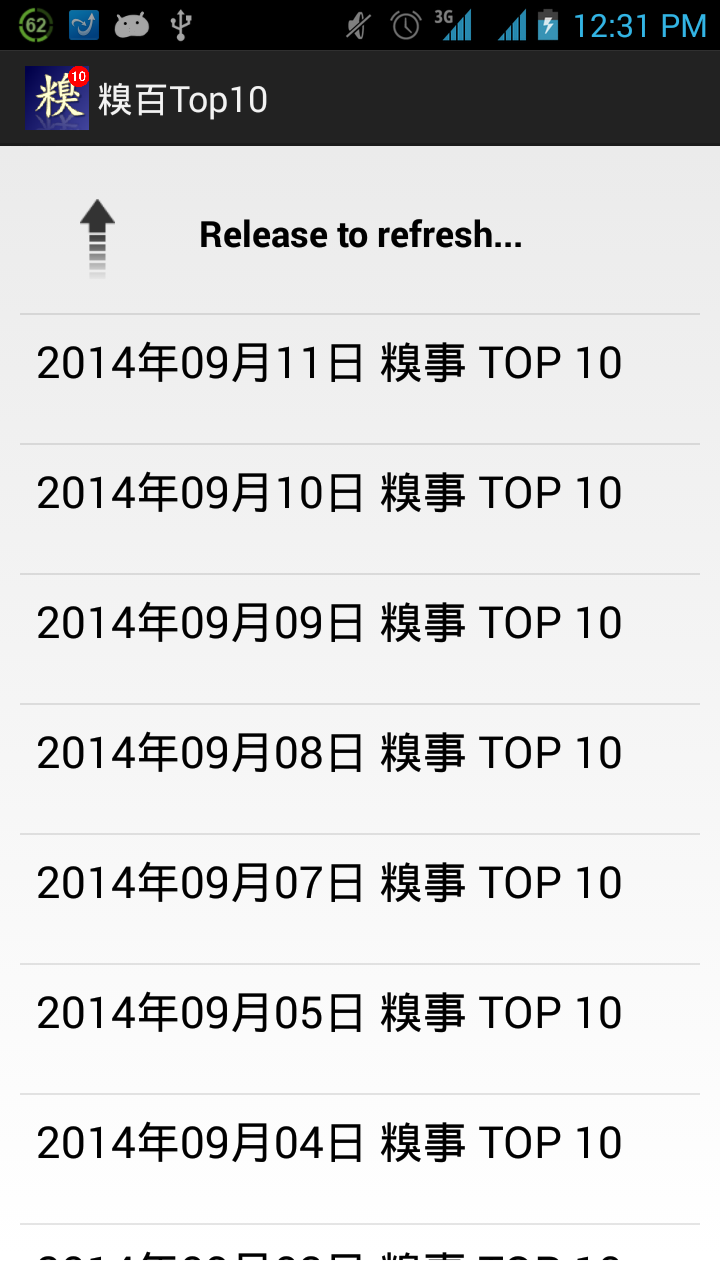 62
3G
12:31 PM
糗
10
糗百Top10
Release to refresh...
2014年09月11日 糗事 TOP 10
2014年09月10日 糗事 TOP 10
2014年09月09日 糗事 TOP 10
2014年09月08日 糗事 TOP 10
2014年09月07日 糗事 TOP 10
2014年09月05日 糗事 TOP 10
2014年09月04日 糗事 TOP 10